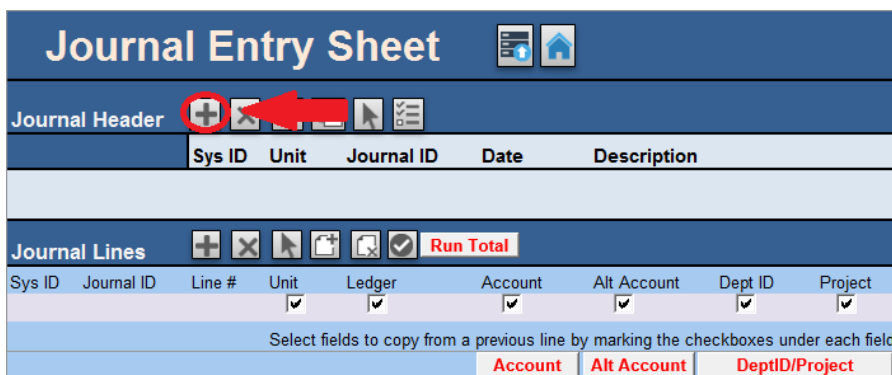 Journal Entry Sheet
Journal Header
Sys ID Unit Journal ID Date Description
Journal Lines Run Total
Sys ID Journal ID Line # Unit Ledger Account Alt Account Dept ID Project
Select fields to copy from a previous line by marking the checkboxes under each field
Account Alt Account DeptID/Project